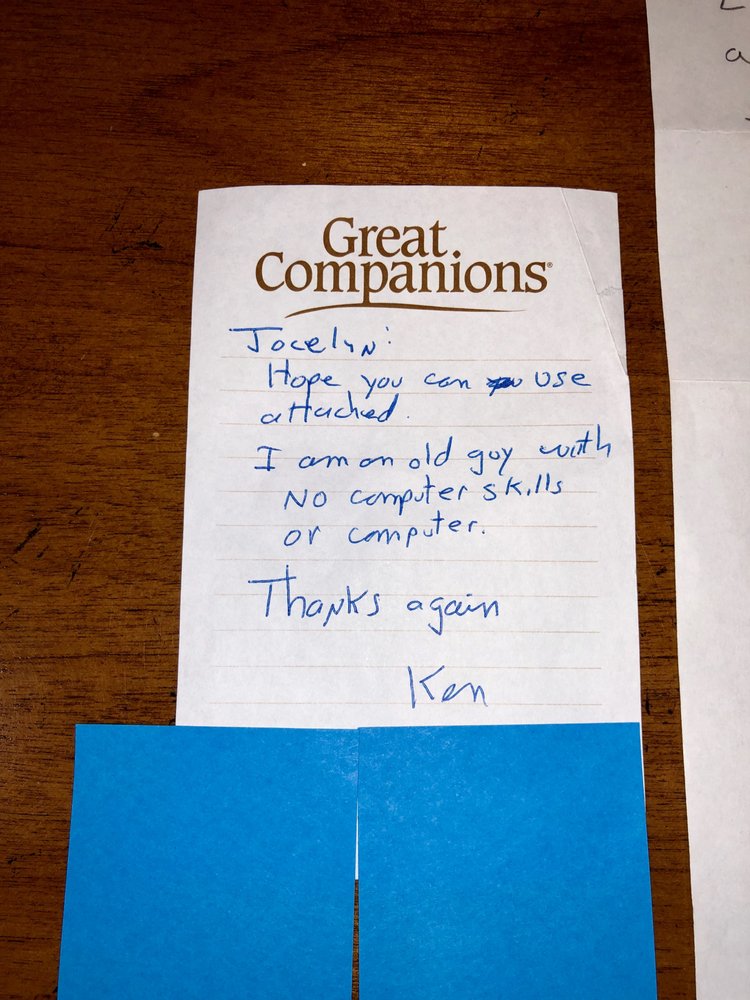 Great
Companions®
Jocelyn:
Hope you can use
attached.
I am an old guy with
No computer skills
or computer.
Thanks again
Ken
a